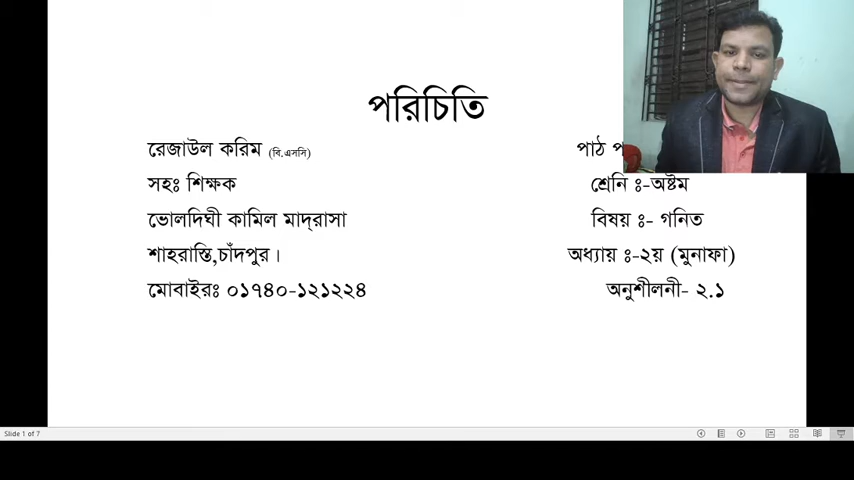 পরিচিতি
রেজাউল করিম (বি.এসসি)
সহঃ শিক্ষক
ভোলদিঘী কামিল মাদ্রাসা
শাহরাস্তি,চাঁদপুর।
মোবাইরঃ ০১৭৪০-১২১২২৪
পাঠ প
শ্রেনি ঃ-অষ্টম
বিষয় ঃ- গনিত
অধ্যায় ঃ-২য় (মুনাফা)
অনুশীলনী- ২.১
Slide 1 of 7